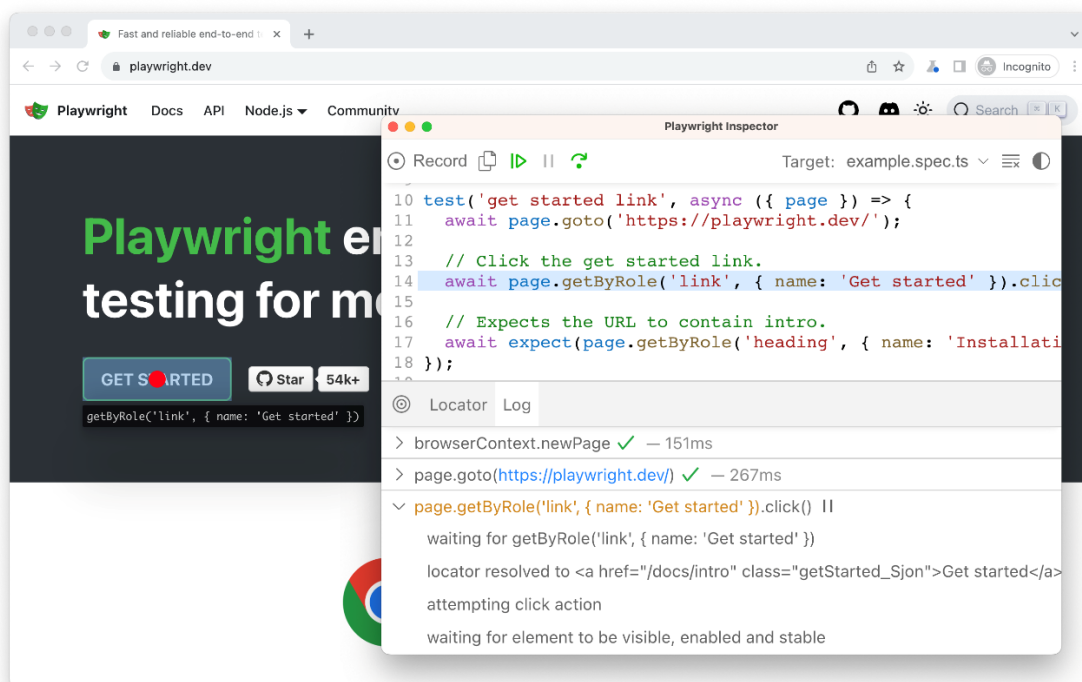 Fast and reliable end-to-end t
playwright.dev
Incognito
Playwright Docs API Node.js Community
Search ⌘ K
Playwright en
testing for mo
GET STARTED
Star 54k+
getByRole('link', { name: 'Get started' })
Playwright Inspector
Record Target: example.spec.ts
10 test('get started link', async ({ page }) => {
11 await page.goto('https://playwright.dev/');
12
13 // Click the get started link.
14 await page.getByRole('link', { name: 'Get started' }).clic
15
16 // Expects the URL to contain intro.
17 await expect(page.getByRole('heading', { name: 'Installati
18 });
Locator Log
browserContext.newPage ✓ — 151ms
page.goto(https://playwright.dev/) ✓ — 267ms
page.getByRole('link', { name: 'Get started' }).click()
waiting for getByRole('link', { name: 'Get started' })
locator resolved to <a href="/docs/intro" class="getStarted_Sjon">Get started</a>
attempting click action
waiting for element to be visible, enabled and stable